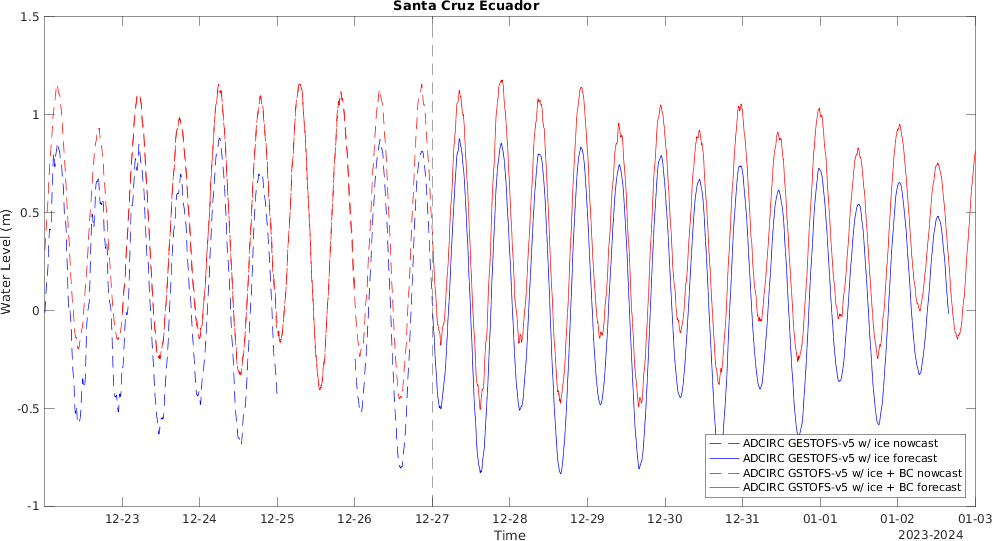 Santa Cruz Ecuador
1.5
1
0.5
0
-0.5
-1
Water Level (m)
12-23 12-24 12-25 12-26 12-27 12-28 12-29 12-30 12-31 01-01 01-02 01-03
Time
2023-2024
ADCIRC GESTOFS-v5 w/ ice nowcast
ADCIRC GESTOFS-v5 w/ ice forecast
ADCIRC GSTOFS-v5 w/ ice + BC nowcast
ADCIRC GSTOFS-v5 w/ ice + BC forecast